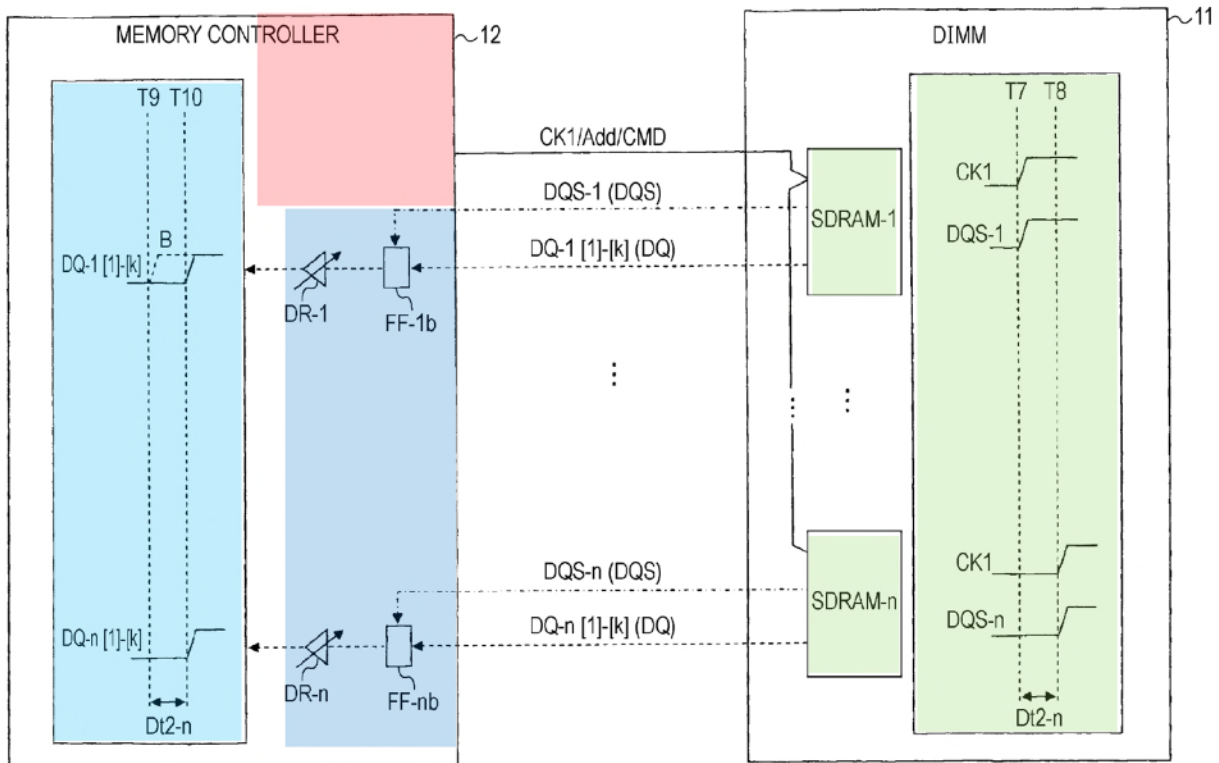 MEMORY CONTROLLER
12
T9 T10
B
DQ-1 [1]-[k]
DR-1
FF-1b
DQ-n [1]-[k]
DR-n
FF-nb
Dt2-n
CK1/Add/CMD
DQS-1 (DQS)
DQ-1 [1]-[k] (DQ)
DQS-n (DQS)
DQ-n [1]-[k] (DQ)
11
DIMM
SDRAM-1
SDRAM-n
T7 T8
CK1
DQS-1
CK1
DQS-n
Dt2-n